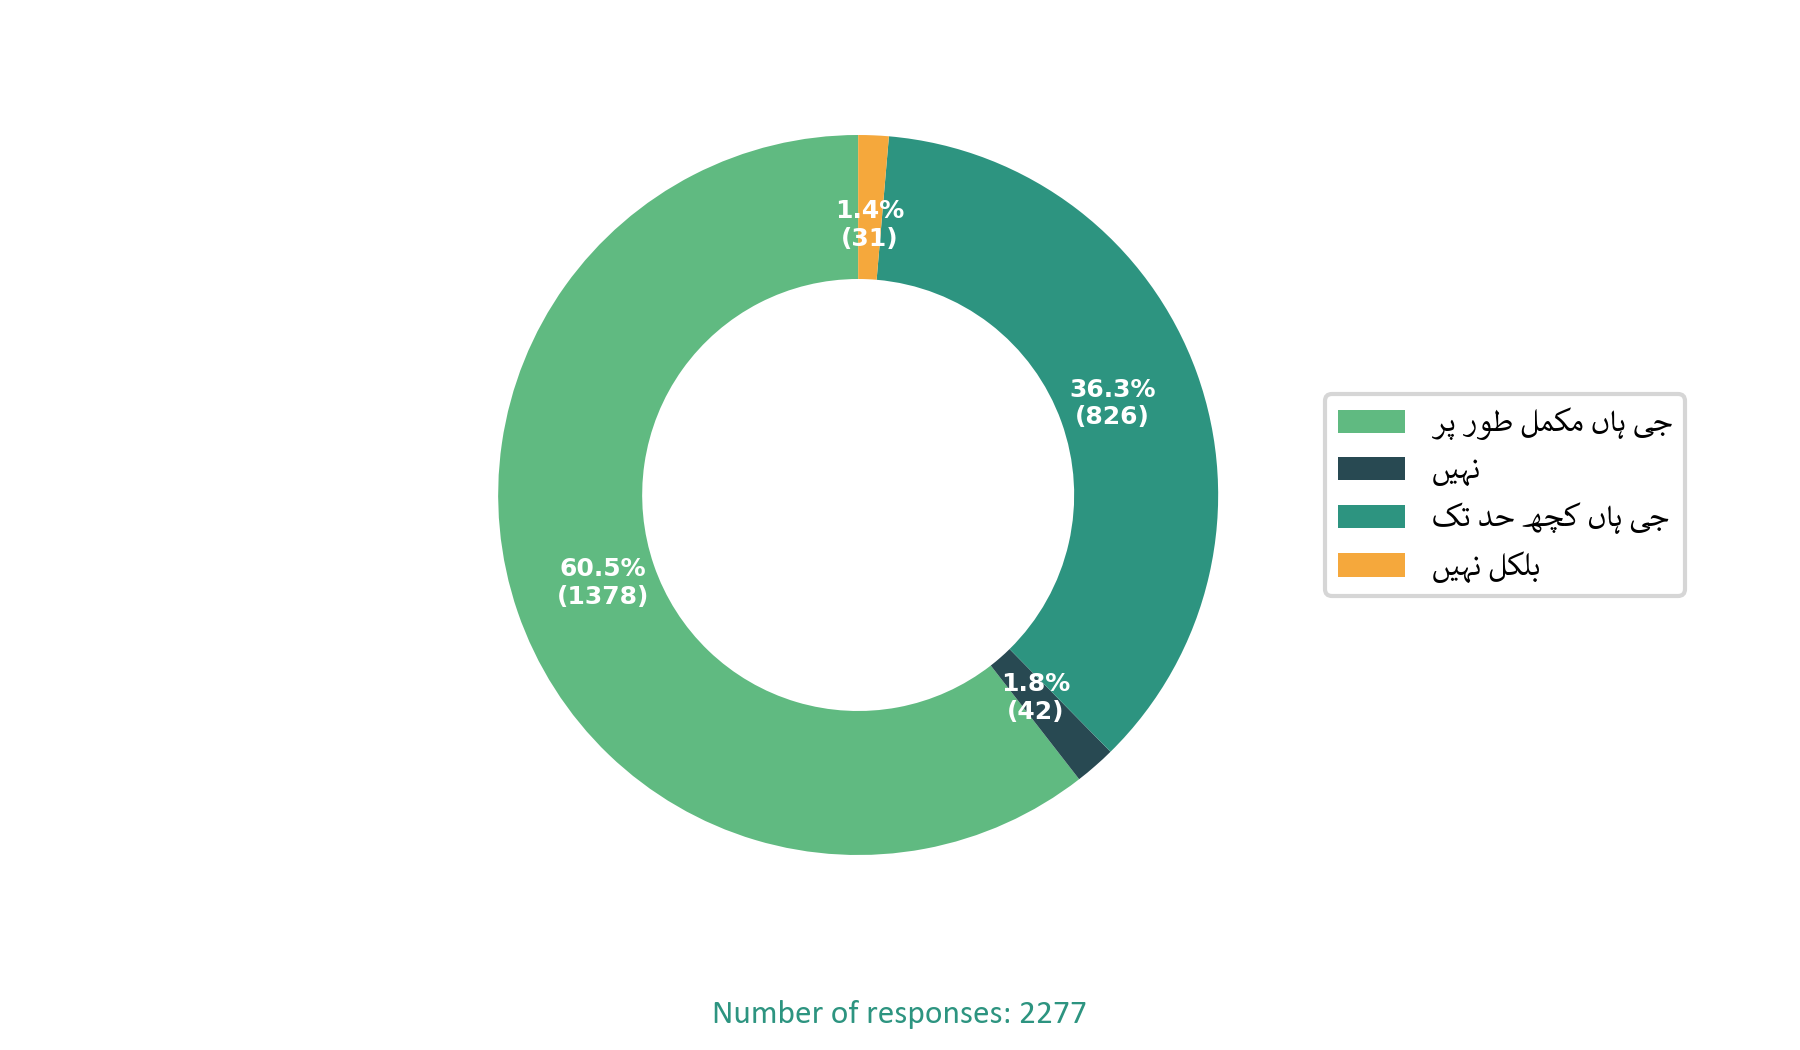 1.4%
(31)
36.3%
(826)
60.5%
(1378)
1.8%
(42)
جی ہاں مکمل طور پر
نہیں
جی ہاں کچھ حد تک
بلکل نہیں
Number of responses: 2277